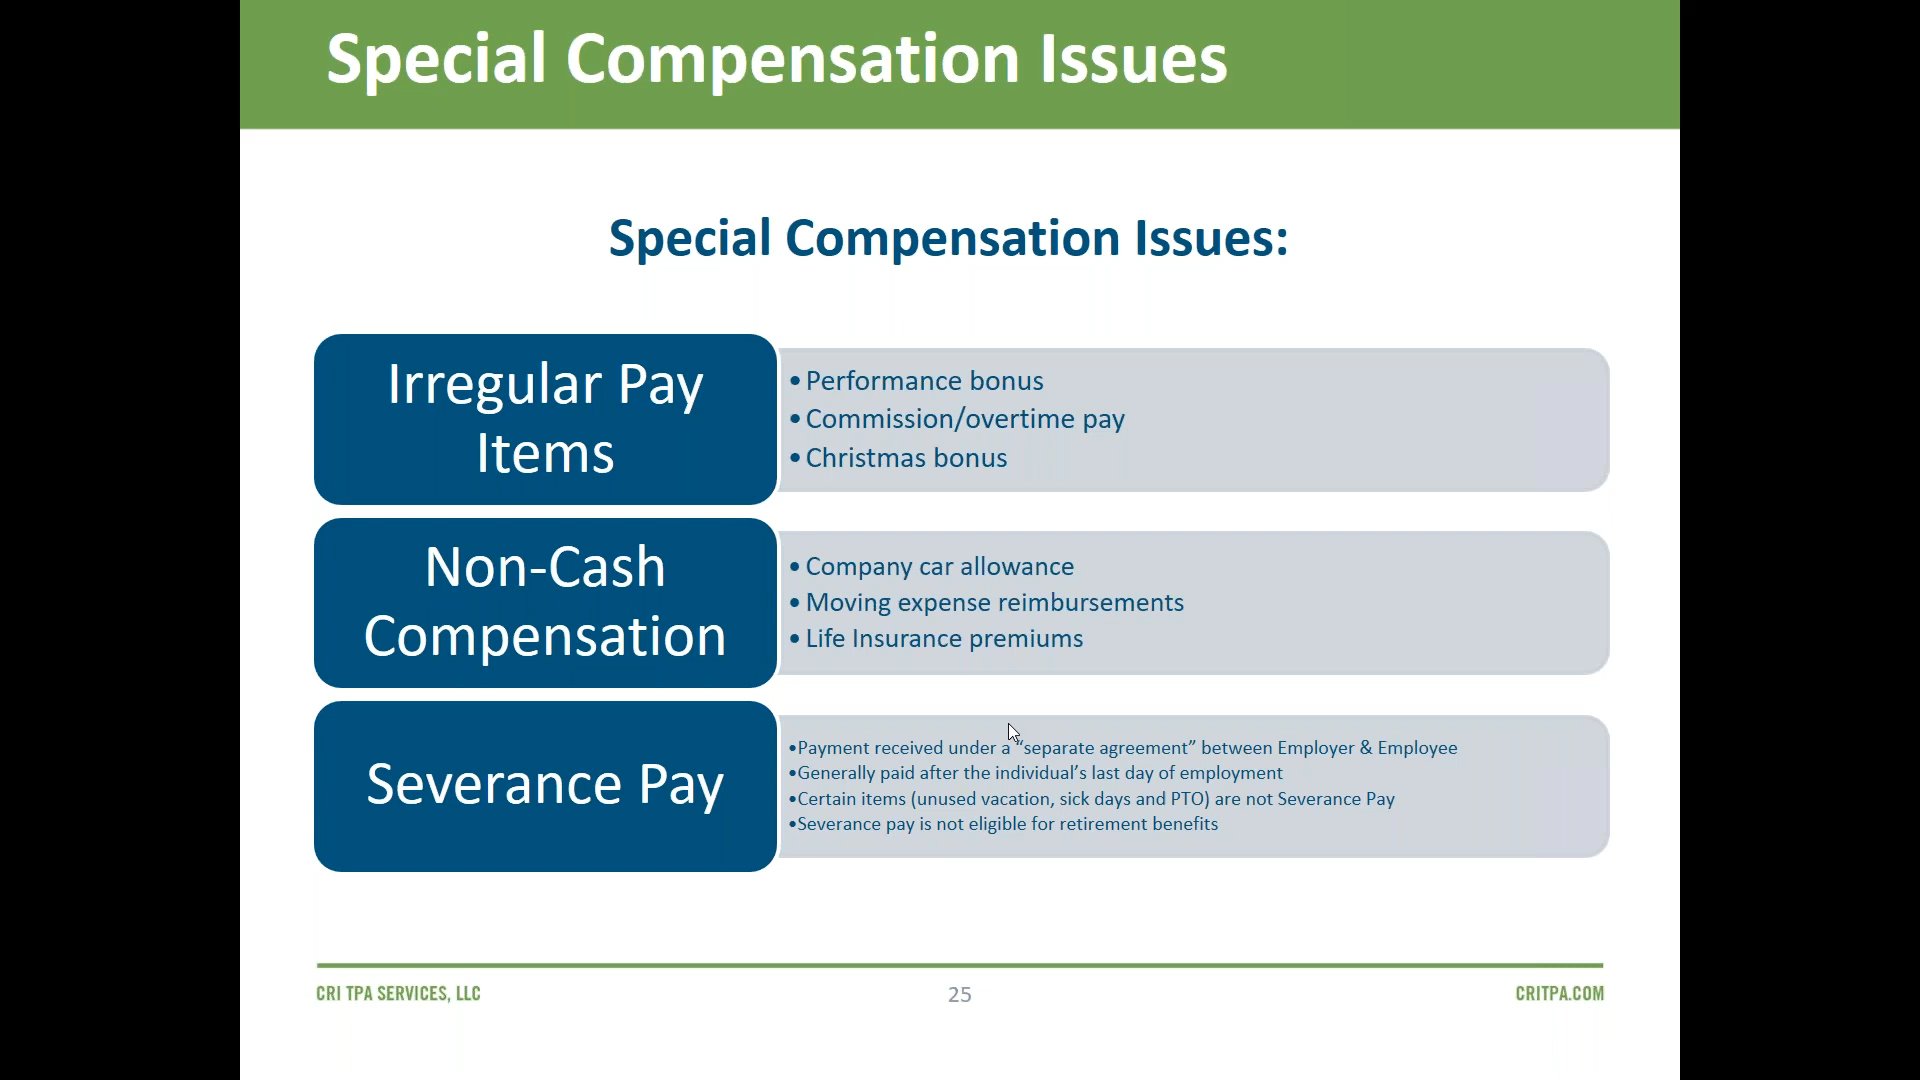 Special Compensation Issues
Special Compensation Issues:
Irregular Pay
Items
•Performance bonus
•Commission/overtime pay
•Christmas bonus
Non-Cash
Compensation
•Company car allowance
•Moving expense reimbursements
•Life Insurance premiums
Severance Pay
•Payment received under a “separate agreement” between Employer & Employee
•Generally paid after the individual’s last day of employment
•Certain items (unused vacation, sick days and PTO) are not Severance Pay
•Severance pay is not eligible for retirement benefits
CRI TPA SERVICES, LLC
25
CRITPA.COM